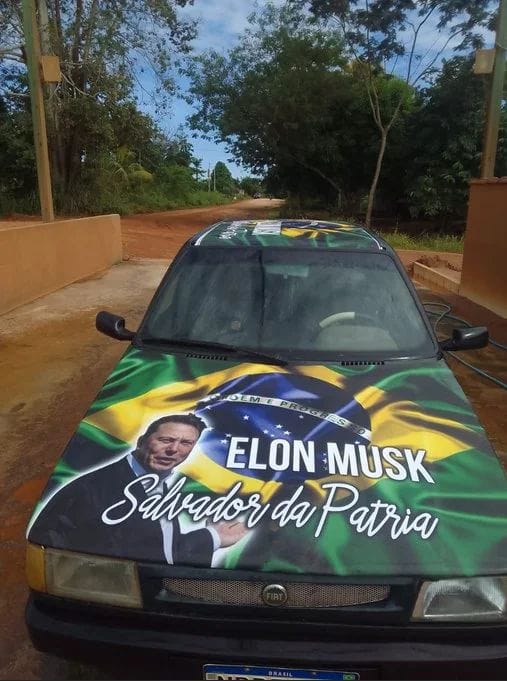 ORDEM E PROGRESSO
ELON MUSK
Salvador da Patria
FIAT
BRASIL